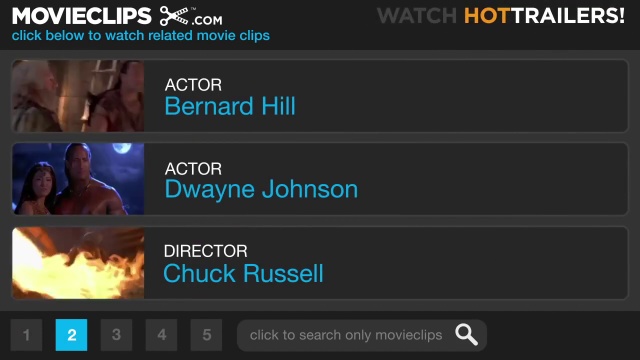 MOVIECLIPS .COM™
WATCH HOTTRAILERS!
click below to watch related movie clips
ACTOR
Bernard Hill
ACTOR
Dwayne Johnson
DIRECTOR
Chuck Russell
1 2 3 4 5 click to search only movieclips